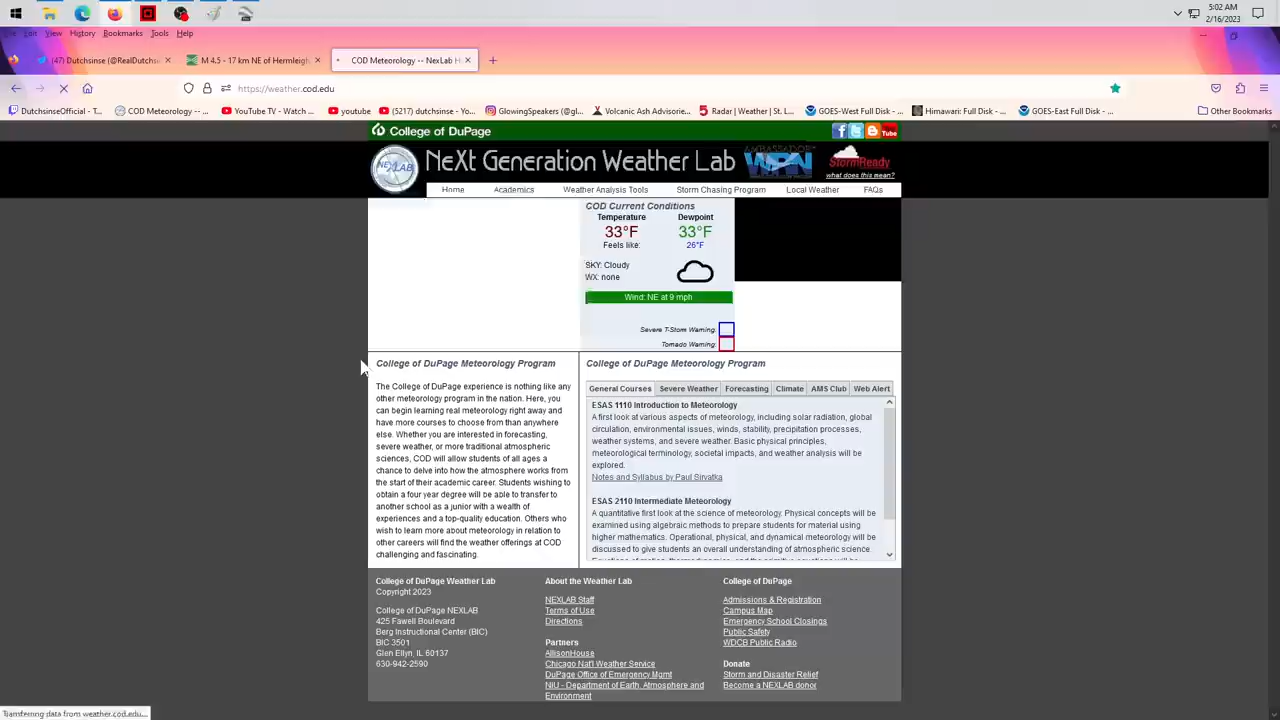 5:02 AM
2/16/2023
Edit View History Bookmarks Tools Help
(47) Dutchsinse (@RealDutchs
M 4.5 - 17 km NE of Hermleigh
COD Meteorology -- NexLab H
https://weather.cod.edu
DutchsinseOfficial - T...
COD Meteorology -- ...
YouTube TV - Watch ...
youtube
(5217) dutchsinse - Yo...
GlowingSpeakers (@gl...
Volcanic Ash Advisorie...
Radar | Weather | St. L...
GOES-West Full Disk - ...
Himawari: Full Disk - ...
GOES-East Full Disk - ...
Other Bookmarks
College of DuPage
Tube
NEXLAB
NeXt Generation Weather Lab
AMBASSADOR
WRN
StormReady
what does this mean?
Home Academics Weather Analysis Tools Storm Chasing Program Local Weather FAQs
COD Current Conditions
Temperature Dewpoint
33°F 33°F
Feels like: 26°F
SKY: Cloudy
WX: none
Wind: NE at 9 mph
Severe T-Storm Warning:
Tornado Warning:
College of DuPage Meteorology Program
The College of DuPage experience is nothing like any
other meteorology program in the nation. Here, you
can begin learning real meteorology right away and
have more courses to choose from than anywhere
else. Whether you are interested in forecasting,
severe weather, or more traditional atmospheric
sciences, COD will allow students of all ages a
chance to delve into how the atmosphere works from
the start of their academic career. Students wishing to
obtain a four year degree will be able to transfer to
another school as a junior with a wealth of
experiences and a top-quality education. Others who
wish to learn more about meteorology in relation to
other careers will find the weather offerings at COD
challenging and fascinating.
College of DuPage Meteorology Program
General Courses Severe Weather Forecasting Climate AMS Club Web Alert
ESAS 1110 Introduction to Meteorology
A first look at various aspects of meteorology, including solar radiation, global
circulation, environmental issues, winds, stability, precipitation processes,
weather systems, and severe weather. Basic physical principles,
meteorological terminology, societal impacts, and weather analysis will be
explored.
Notes and Syllabus by Paul Sirvatka
ESAS 2110 Intermediate Meteorology
A quantitative first look at the science of meteorology. Physical concepts will be
examined using algebraic methods to prepare students for material using
higher mathematics. Operational, physical, and dynamical meteorology will be
discussed to give students an overall understanding of atmospheric science.
College of DuPage Weather Lab
Copyright 2023
College of DuPage NEXLAB
425 Fawell Boulevard
Berg Instructional Center (BIC)
BIC 3501
Glen Ellyn, IL 60137
630-942-2590
About the Weather Lab
NEXLAB Staff
Terms of Use
Directions
Partners
AllisonHouse
Chicago Nat'l Weather Service
DuPage Office of Emergency Mgmt
NIU - Department of Earth, Atmosphere and
Environment
College of DuPage
Admissions & Registration
Campus Map
Emergency School Closings
Public Safety
WDCB Public Radio
Donate
Storm and Disaster Relief
Become a NEXLAB donor
Transferring data from weather.cod.edu...